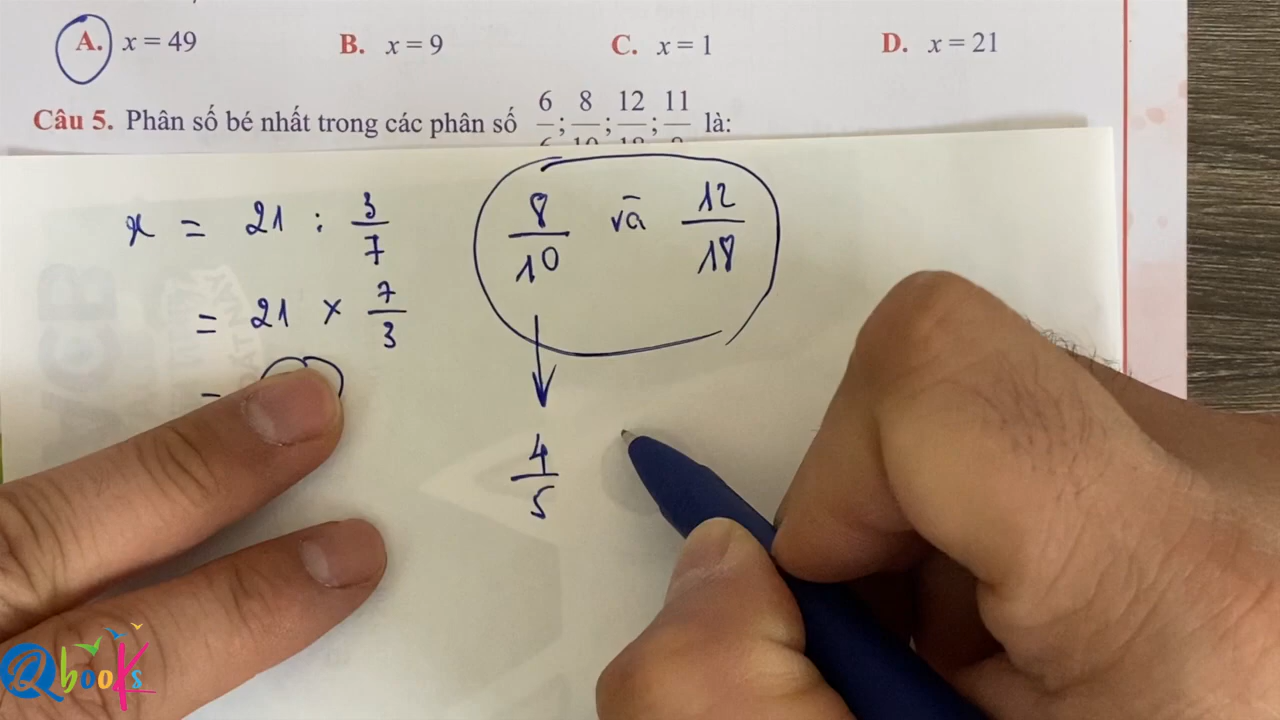 A. x = 49 B. x = 9 C. x = 1 D. x = 21
Câu 5. Phân số bé nhất trong các phân số 6/6; 8/10; 12/18; 11/9 là:
x = 21 : 3/7
= 21 × 7/3
=
8/10 và 12/18
4/5
Qbooks